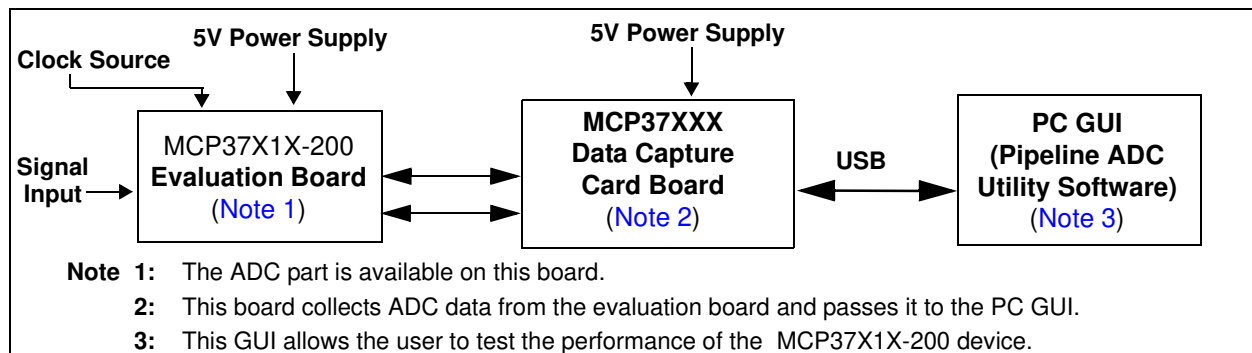 5V Power Supply
5V Power Supply
Clock Source
Signal
Input
MCP37X1X-200
Evaluation Board
(Note 1)
MCP37XXX
Data Capture
Card Board
(Note 2)
USB
PC GUI
(Pipeline ADC
Utility Software)
(Note 3)
Note 1: The ADC part is available on this board.
2: This board collects ADC data from the evaluation board and passes it to the PC GUI.
3: This GUI allows the user to test the performance of the MCP37X1X-200 device.